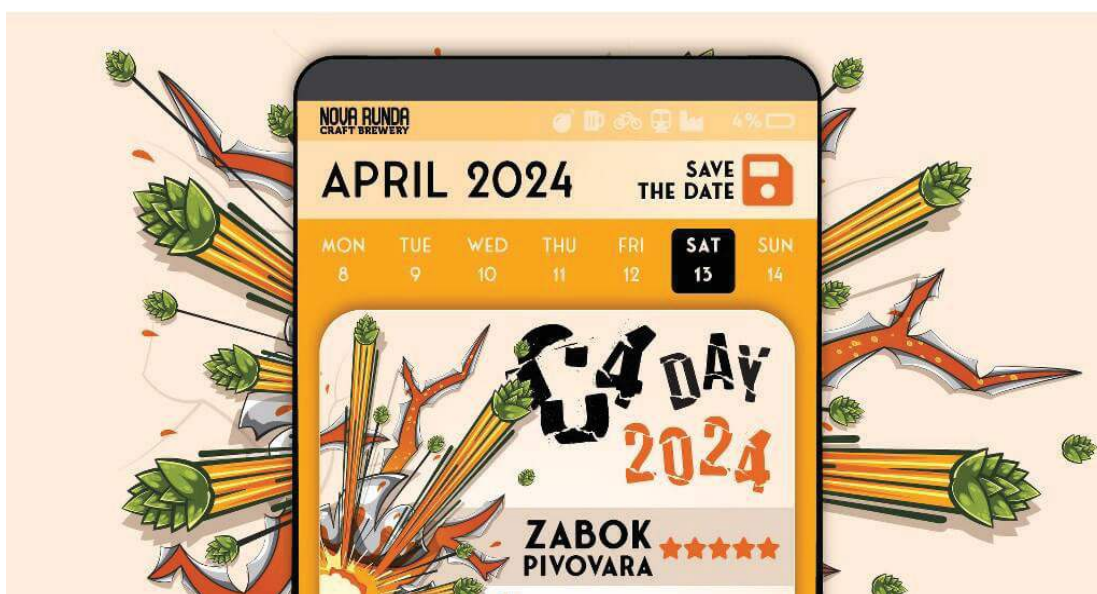 NOVA RUNDA
CRAFT BREWERY
4%
APRIL 2024
SAVE
THE DATE
MON TUE WED THU FRI SAT SUN
8 9 10 11 12 13 14
C4 DAY
2024
ZABOK
PIVOVARA